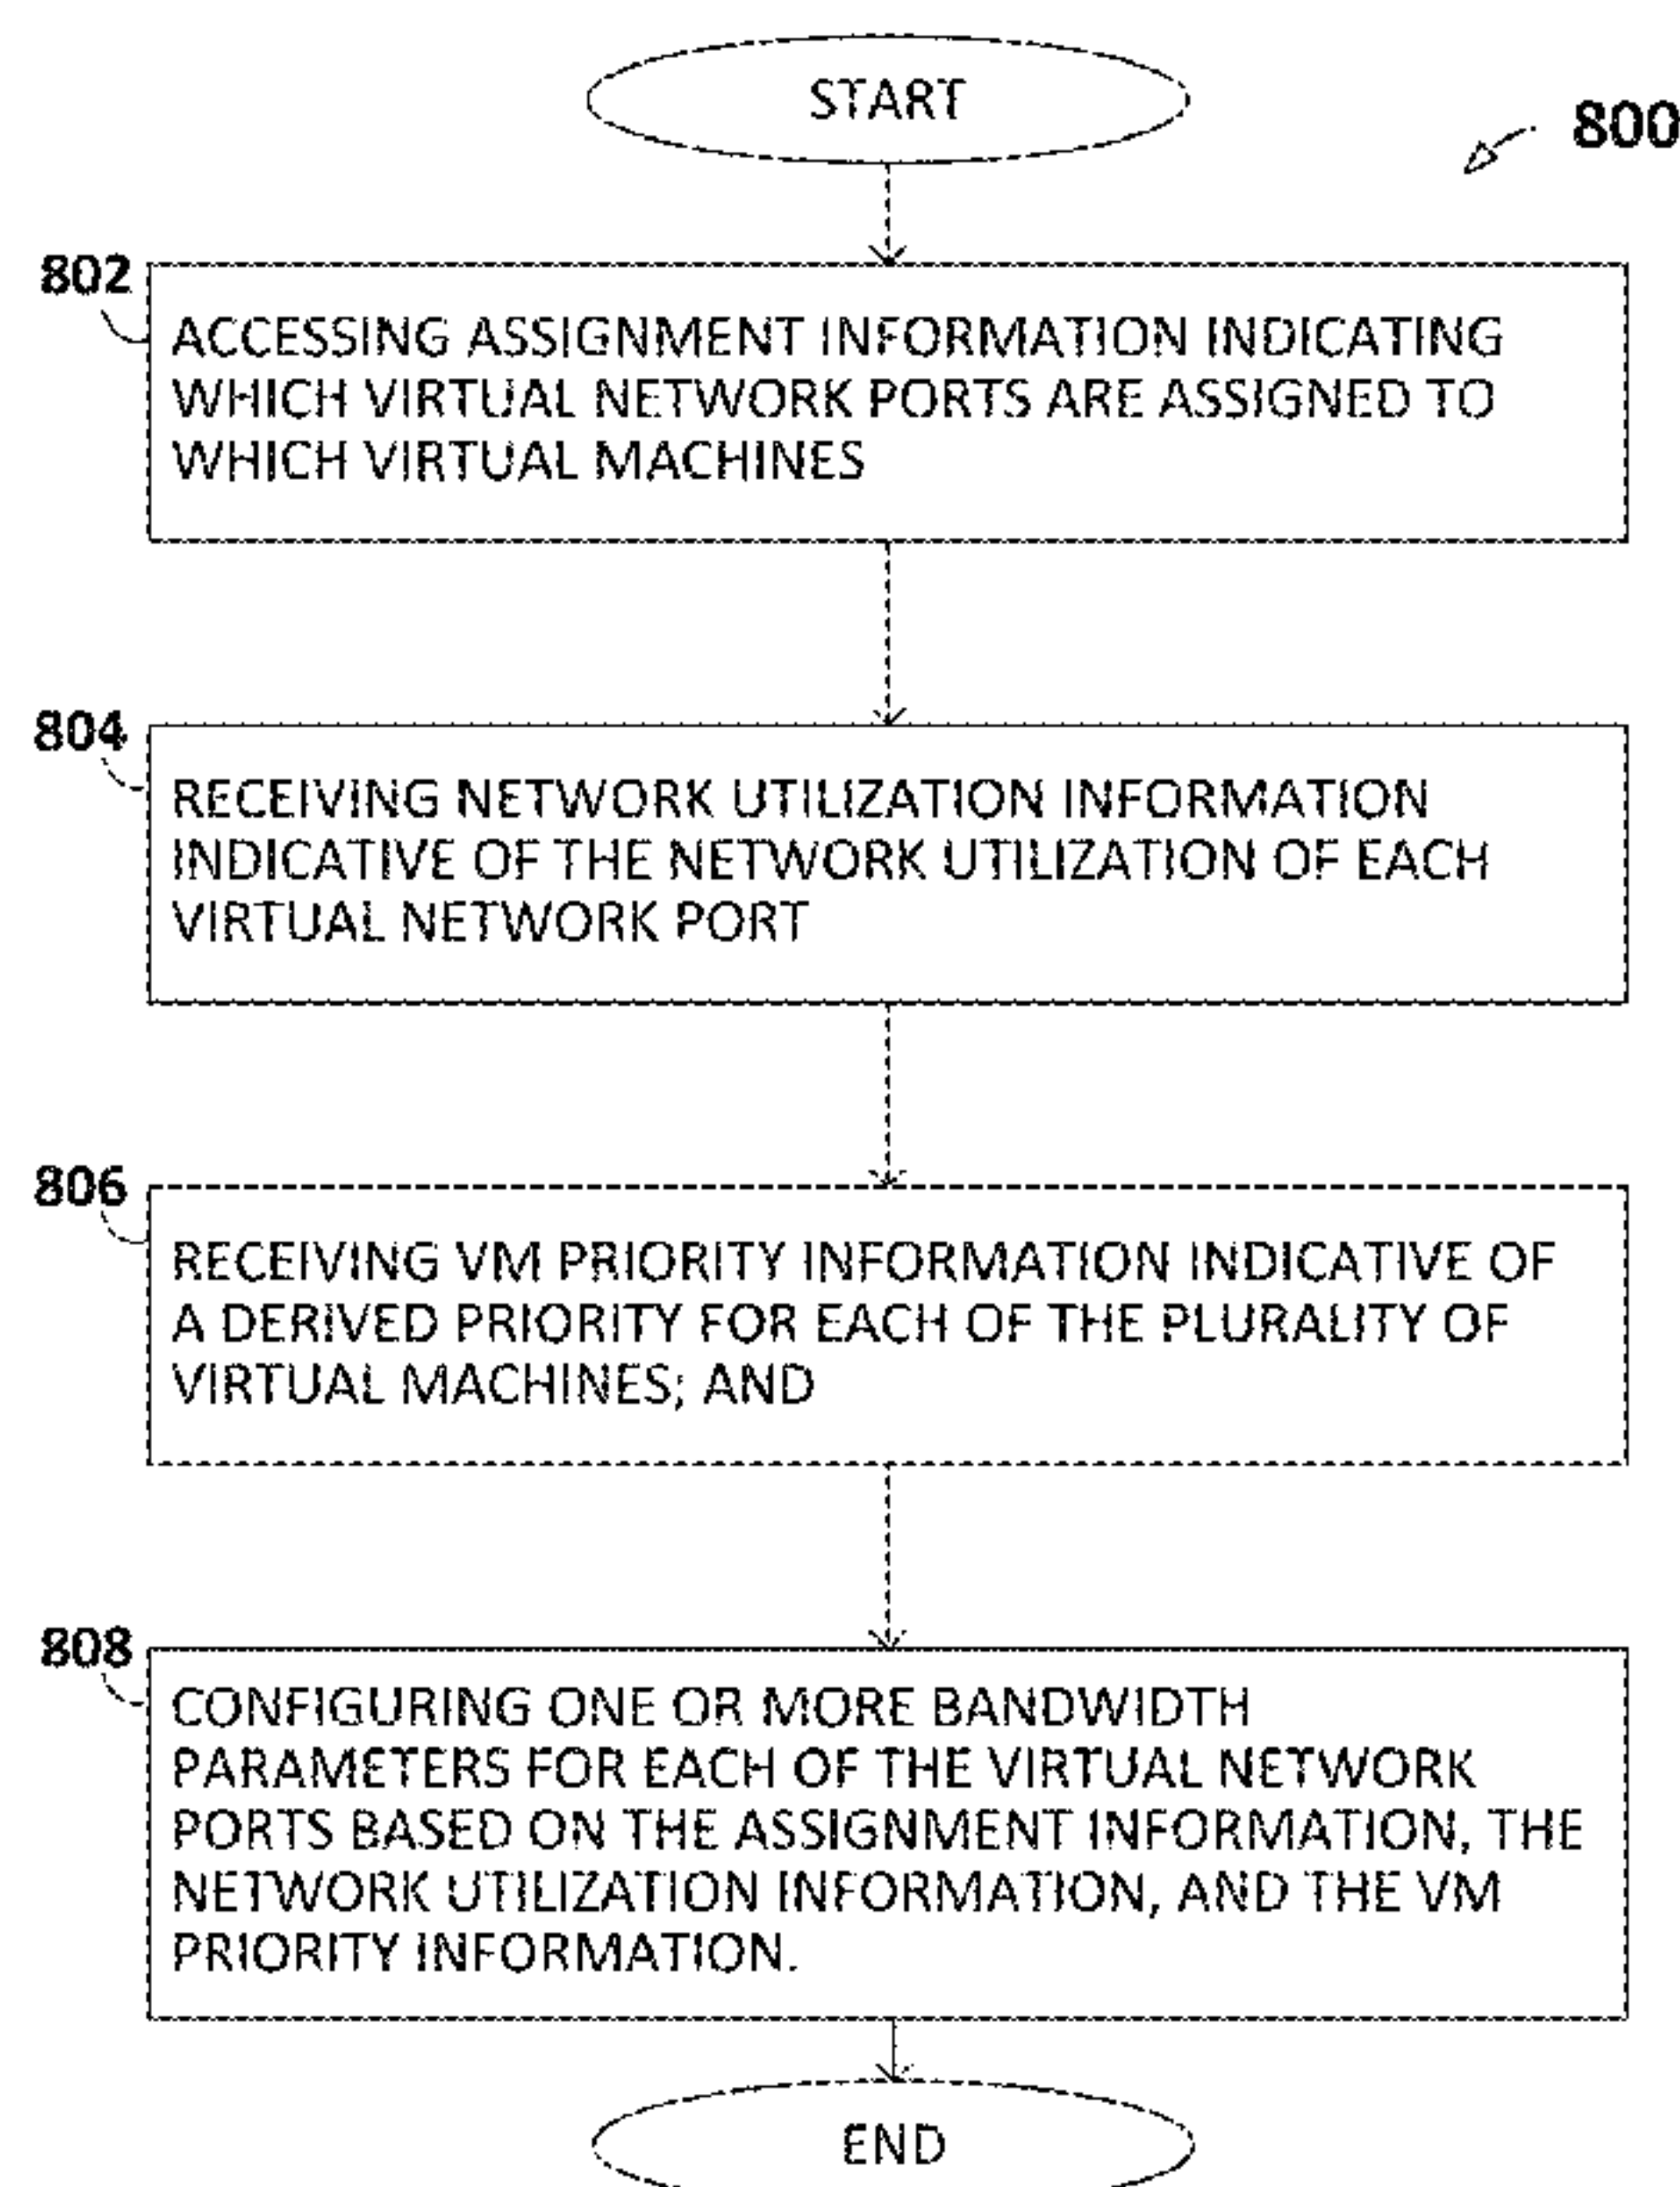 START
800
802
ACCESSING ASSIGNMENT INFORMATION INDICATING
WHICH VIRTUAL NETWORK PORTS ARE ASSIGNED TO
WHICH VIRTUAL MACHINES
804
RECEIVING NETWORK UTILIZATION INFORMATION
INDICATIVE OF THE NETWORK UTILIZATION OF EACH
VIRTUAL NETWORK PORT
806
RECEIVING VM PRIORITY INFORMATION INDICATIVE OF
A DERIVED PRIORITY FOR EACH OF THE PLURALITY OF
VIRTUAL MACHINES; AND
808
CONFIGURING ONE OR MORE BANDWIDTH
PARAMETERS FOR EACH OF THE VIRTUAL NETWORK
PORTS BASED ON THE ASSIGNMENT INFORMATION, THE
NETWORK UTILIZATION INFORMATION, AND THE VM
PRIORITY INFORMATION.
END